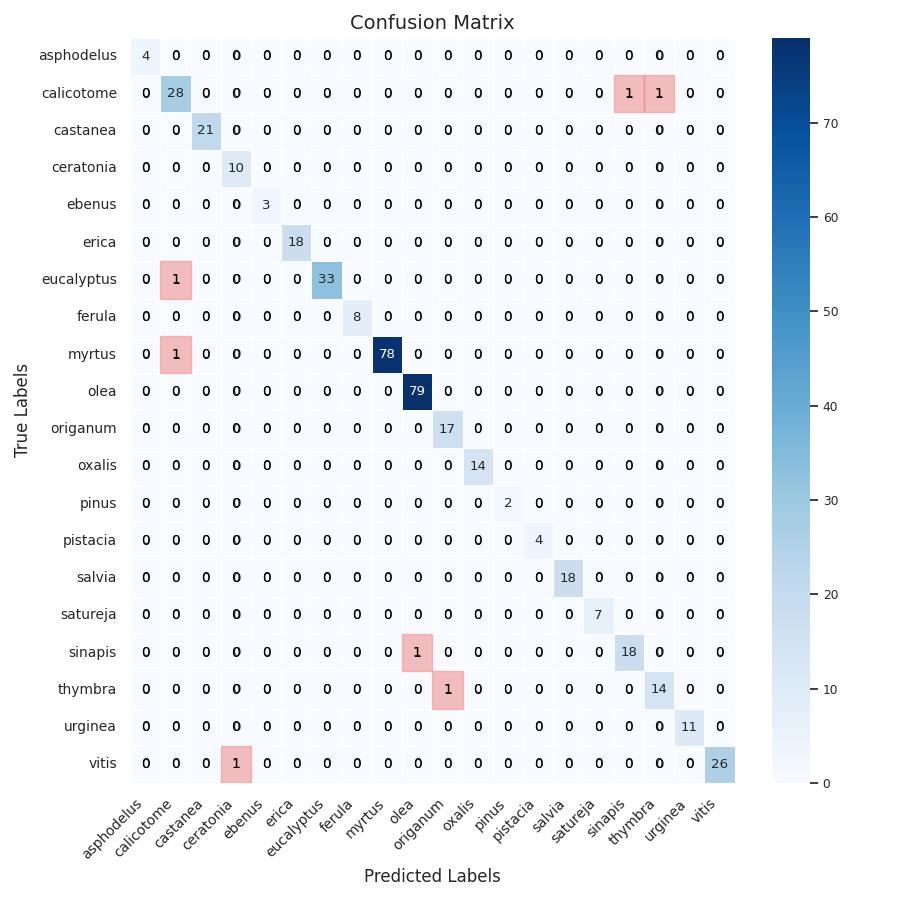 Confusion Matrix
True Labels
asphodelus 4 0 0 0 0 0 0 0 0 0 0 0 0 0 0 0 0 0 0 0
calicotome 0 28 0 0 0 0 0 0 0 0 0 0 0 0 0 0 1 1 0 0
castanea 0 0 21 0 0 0 0 0 0 0 0 0 0 0 0 0 0 0 0 0
ceratonia 0 0 0 10 0 0 0 0 0 0 0 0 0 0 0 0 0 0 0 0
ebenus 0 0 0 0 3 0 0 0 0 0 0 0 0 0 0 0 0 0 0 0
erica 0 0 0 0 0 18 0 0 0 0 0 0 0 0 0 0 0 0 0 0
eucalyptus 0 1 0 0 0 0 33 0 0 0 0 0 0 0 0 0 0 0 0 0
ferula 0 0 0 0 0 0 0 8 0 0 0 0 0 0 0 0 0 0 0 0
myrtus 0 1 0 0 0 0 0 0 78 0 0 0 0 0 0 0 0 0 0 0
olea 0 0 0 0 0 0 0 0 0 79 0 0 0 0 0 0 0 0 0 0
origanum 0 0 0 0 0 0 0 0 0 0 17 0 0 0 0 0 0 0 0 0
oxalis 0 0 0 0 0 0 0 0 0 0 0 14 0 0 0 0 0 0 0 0
pinus 0 0 0 0 0 0 0 0 0 0 0 0 2 0 0 0 0 0 0 0
pistacia 0 0 0 0 0 0 0 0 0 0 0 0 0 4 0 0 0 0 0 0
salvia 0 0 0 0 0 0 0 0 0 0 0 0 0 0 18 0 0 0 0 0
satureja 0 0 0 0 0 0 0 0 0 0 0 0 0 0 0 7 0 0 0 0
sinapis 0 0 0 0 0 0 0 0 0 1 0 0 0 0 0 0 18 0 0 0
thymbra 0 0 0 0 0 0 0 0 0 0 1 0 0 0 0 0 0 14 0 0
urginea 0 0 0 0 0 0 0 0 0 0 0 0 0 0 0 0 0 0 11 0
vitis 0 0 0 1 0 0 0 0 0 0 0 0 0 0 0 0 0 0 0 26
asphodelus calicotome castanea ceratonia ebenus erica eucalyptus ferula myrtus olea origanum oxalis pinus pistacia salvia satureja sinapis thymbra urginea vitis
Predicted Labels
70
60
50
40
30
20
10
0